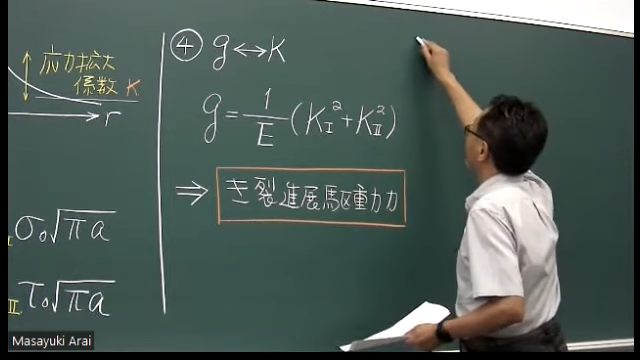 応力拡大
係数 K
r
σ₀√πa
II τ₀√πa
④ g↔K
g = 1/E (K_I² + K_II²)
⇒ き裂進展駆動力
Masayuki Arai